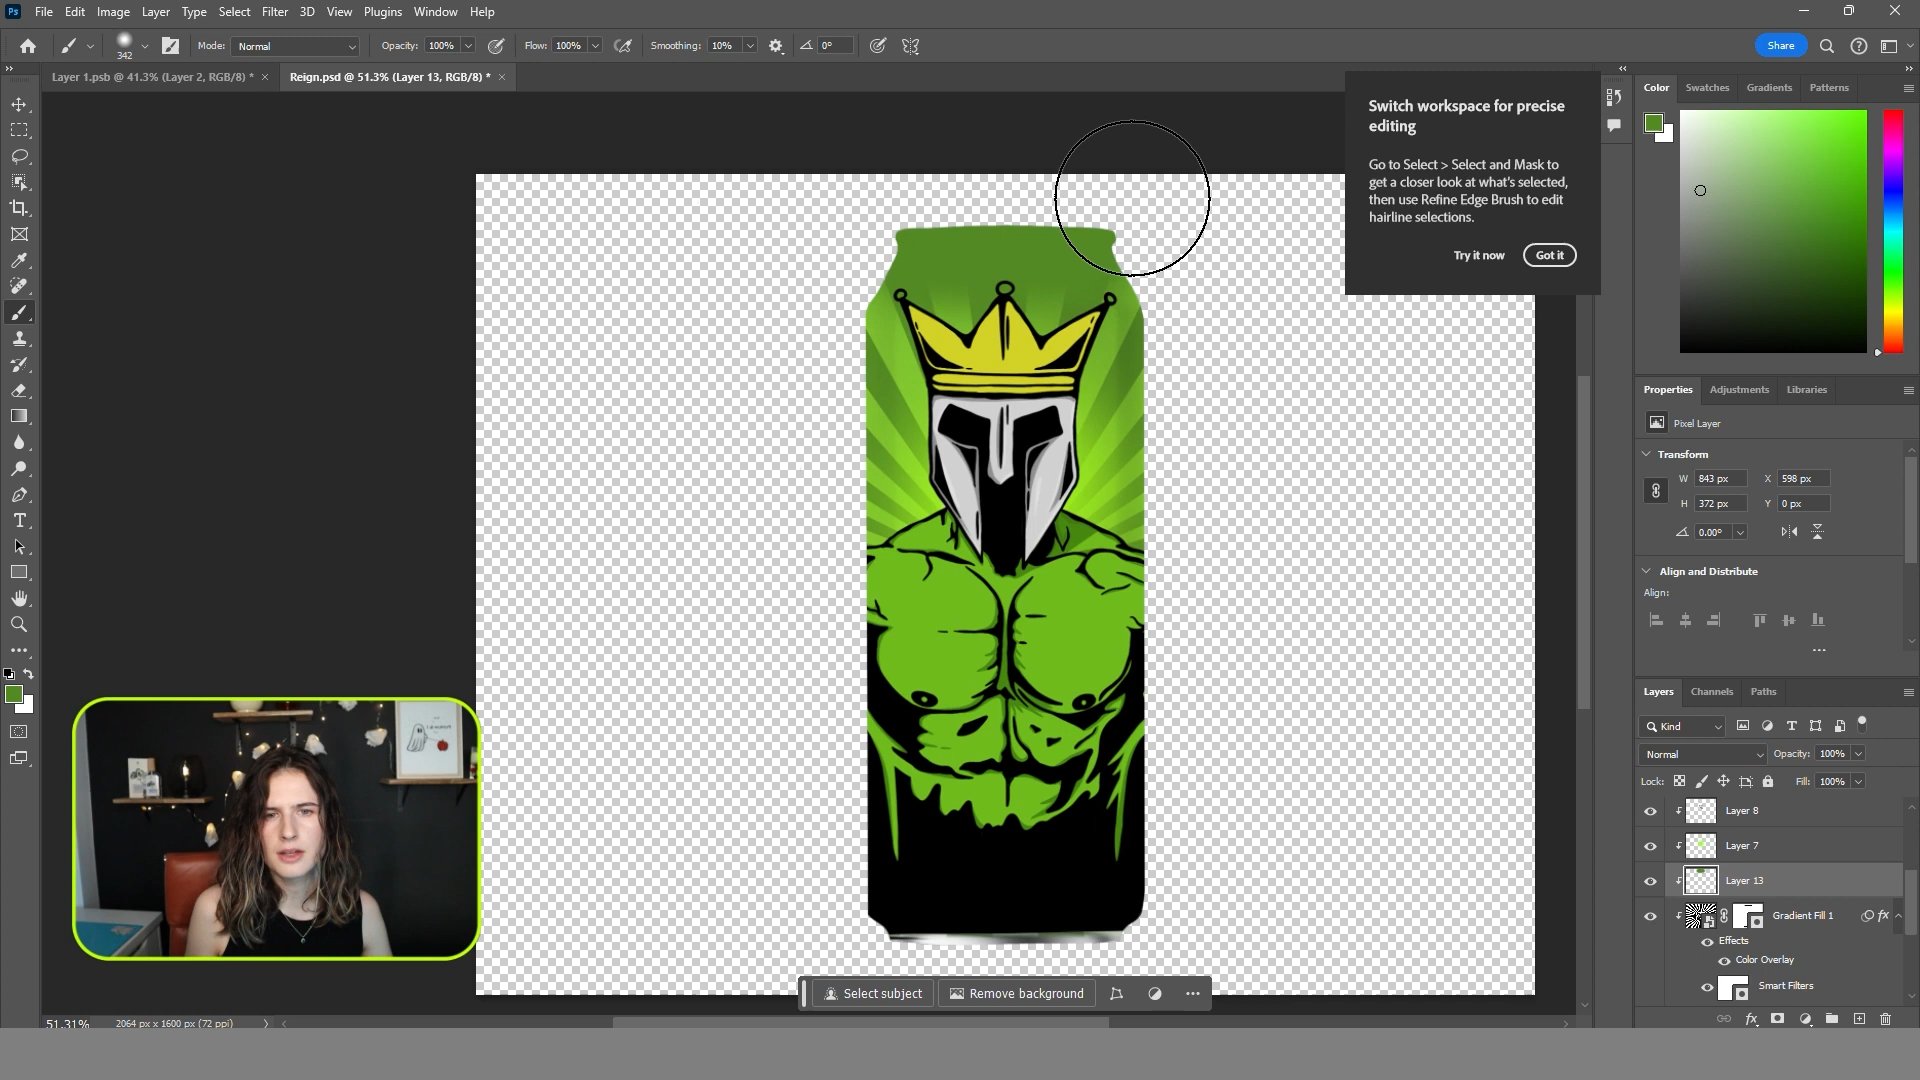 Ps File Edit Image Layer Type Select Filter 3D View Plugins Window Help
342 Mode: Normal Opacity: 100% Flow: 100% Smoothing: 10% 0° Share
Layer 1.psb @ 41.3% (Layer 2, RGB/8) * Reign.psd @ 51.3% (Layer 13, RGB/8) *
Switch workspace for precise
editing
Go to Select > Select and Mask to
get a closer look at what's selected,
then use Refine Edge Brush to edit
hairline selections.
Try it now Got it
Color Swatches Gradients Patterns
Properties Adjustments Libraries
Pixel Layer
Transform
W 843 px X 598 px
H 372 px Y 0 px
0.00°
Align and Distribute
Align:
Layers Channels Paths
Kind
Normal Opacity: 100%
Lock: Fill: 100%
Layer 8
Layer 7
Layer 13
Gradient Fill 1 fx
Effects
Color Overlay
Smart Filters
fx
Select subject Remove background
51.31% 2064 px x 1600 px (72 ppi)